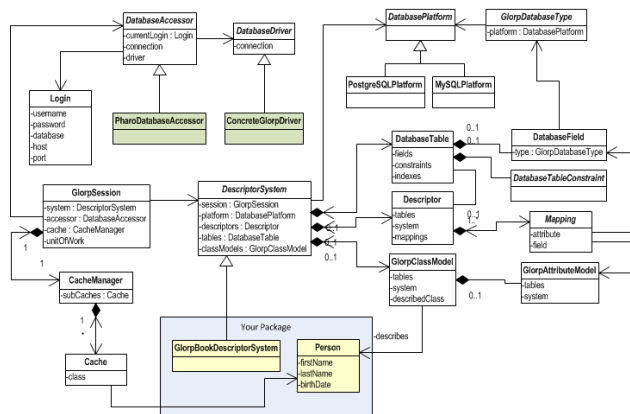 DatabaseAccessor
-currentLogin : Login
-connection
-driver
DatabaseDriver
-connection
DatabasePlatform
GlorpDatabaseType
-platform : DatabasePlatform
Login
-username
-password
-database
-host
-port
PharoDatabaseAccessor
ConcreteGlorpDriver
PostgreSQLPlatform
MySQLPlatform
DatabaseTable
-fields
-constraints
-indexes
0..1
0..1
DatabaseField
-type : GlorpDatabaseType
DatabaseTableConstraint
GlorpSession
-system : DescriptorSystem
-accessor : DatabaseAccessor
-cache : CacheManager
-unitOfWork
DescriptorSystem
-session : GlorpSession
-platform : DatabasePlatform
-descriptors : Descriptor
-tables : DatabaseTable
-classModels : GlorpClassModel
0..1
0..1
0..1
Descriptor
-tables
-system
-mappings
0..1
1..
Mapping
-attribute
-field
1
1
CacheManager
-subCaches : Cache
1
*
GlorpClassModel
-tables
-system
-describedClass
0..1
GlorpAttributeModel
-tables
-system
Your Package
-describes
GlorpBookDescriptorSystem
Person
-firstName
-lastName
-birthDate
Cache
-class